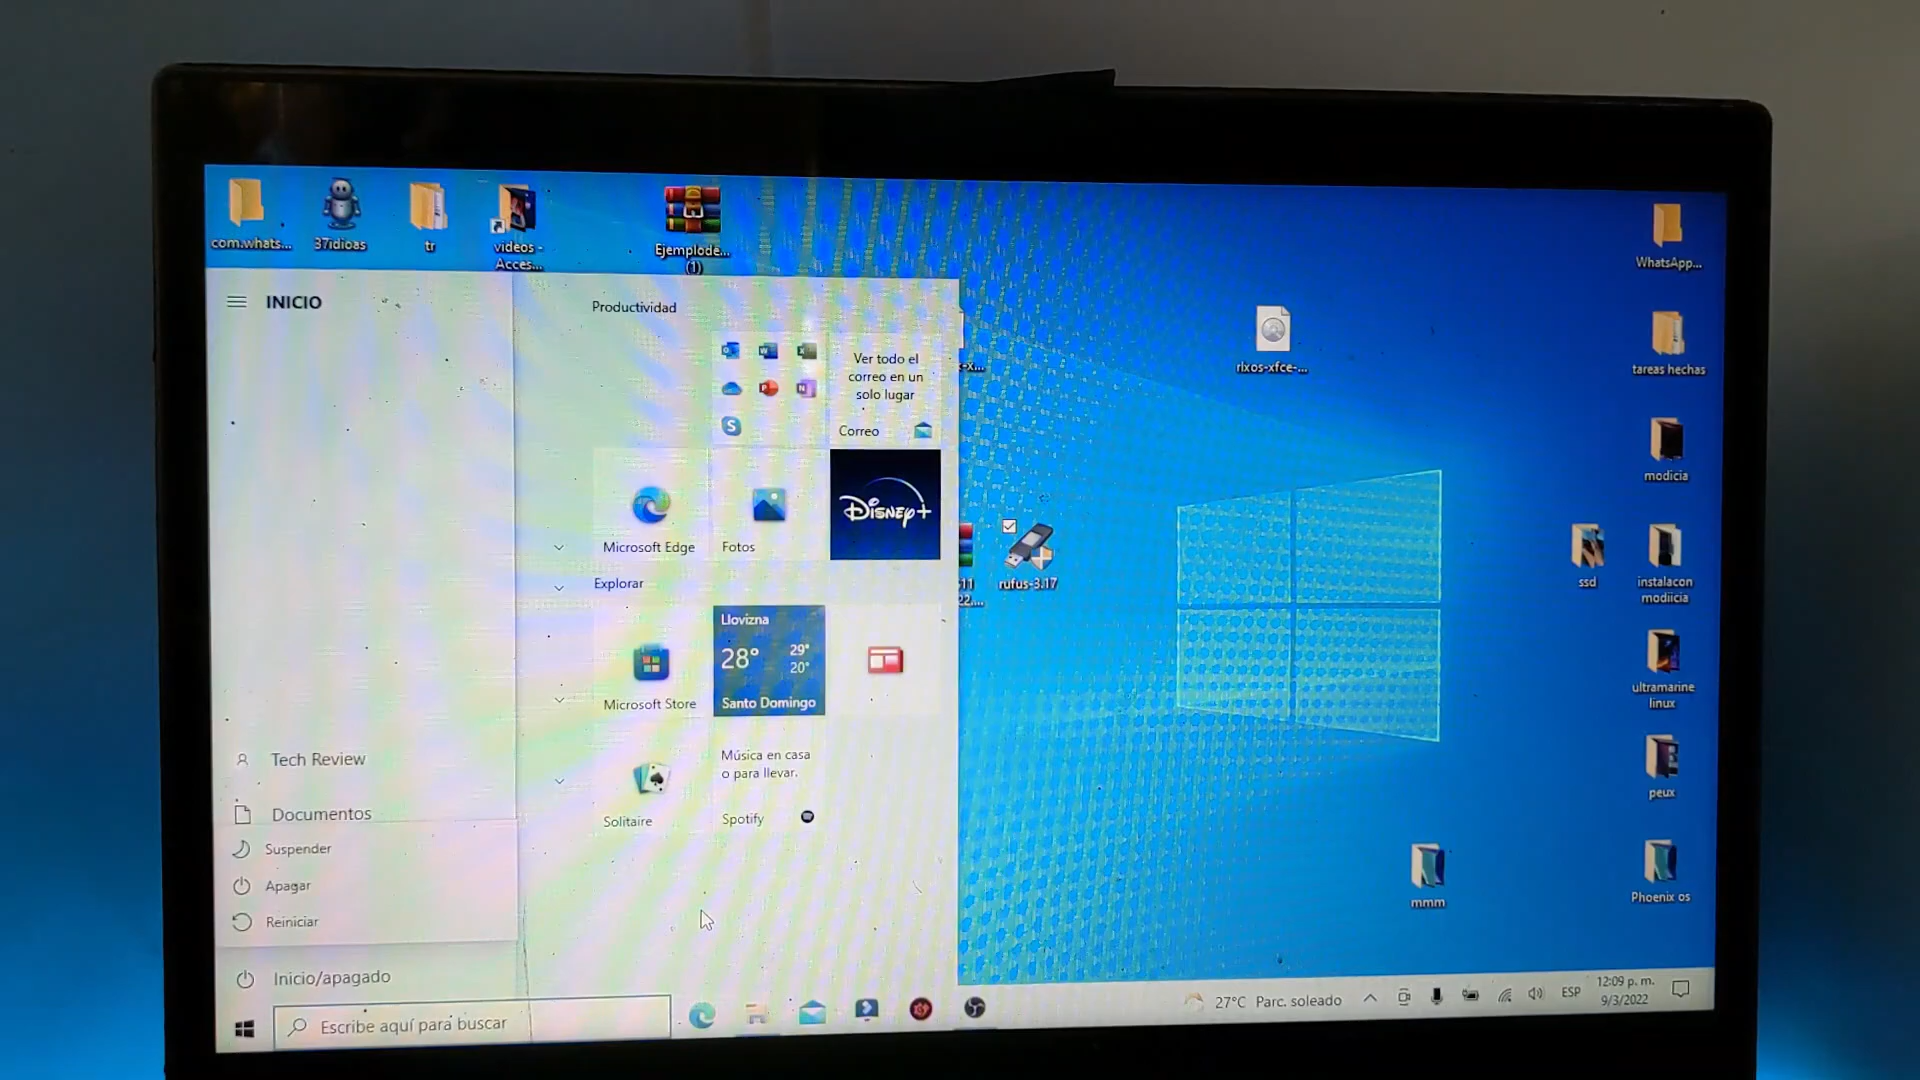 com.whats...
37idioas
tr
videos -
Acces...
Ejemplode...
(1)
WhatsApp...
INICIO
Productividad
Ver todo el
correo en un
solo lugar
Correo
rlxos-xfce-...
tareas hechas
modicia
Microsoft Edge
Fotos
Disney+
rufus-3.17
ssd
instalacon
modiicia
Explorar
Llovizna
28°
29°
20°
Santo Domingo
Microsoft Store
ultramarine
linux
Tech Review
Música en casa
o para llevar.
Solitaire
Spotify
peux
Documentos
Suspender
Apagar
Reiniciar
mmm
Phoenix os
Inicio/apagado
Escribe aquí para buscar
27°C Parc. soleado
ESP
12:09 p. m.
9/3/2022